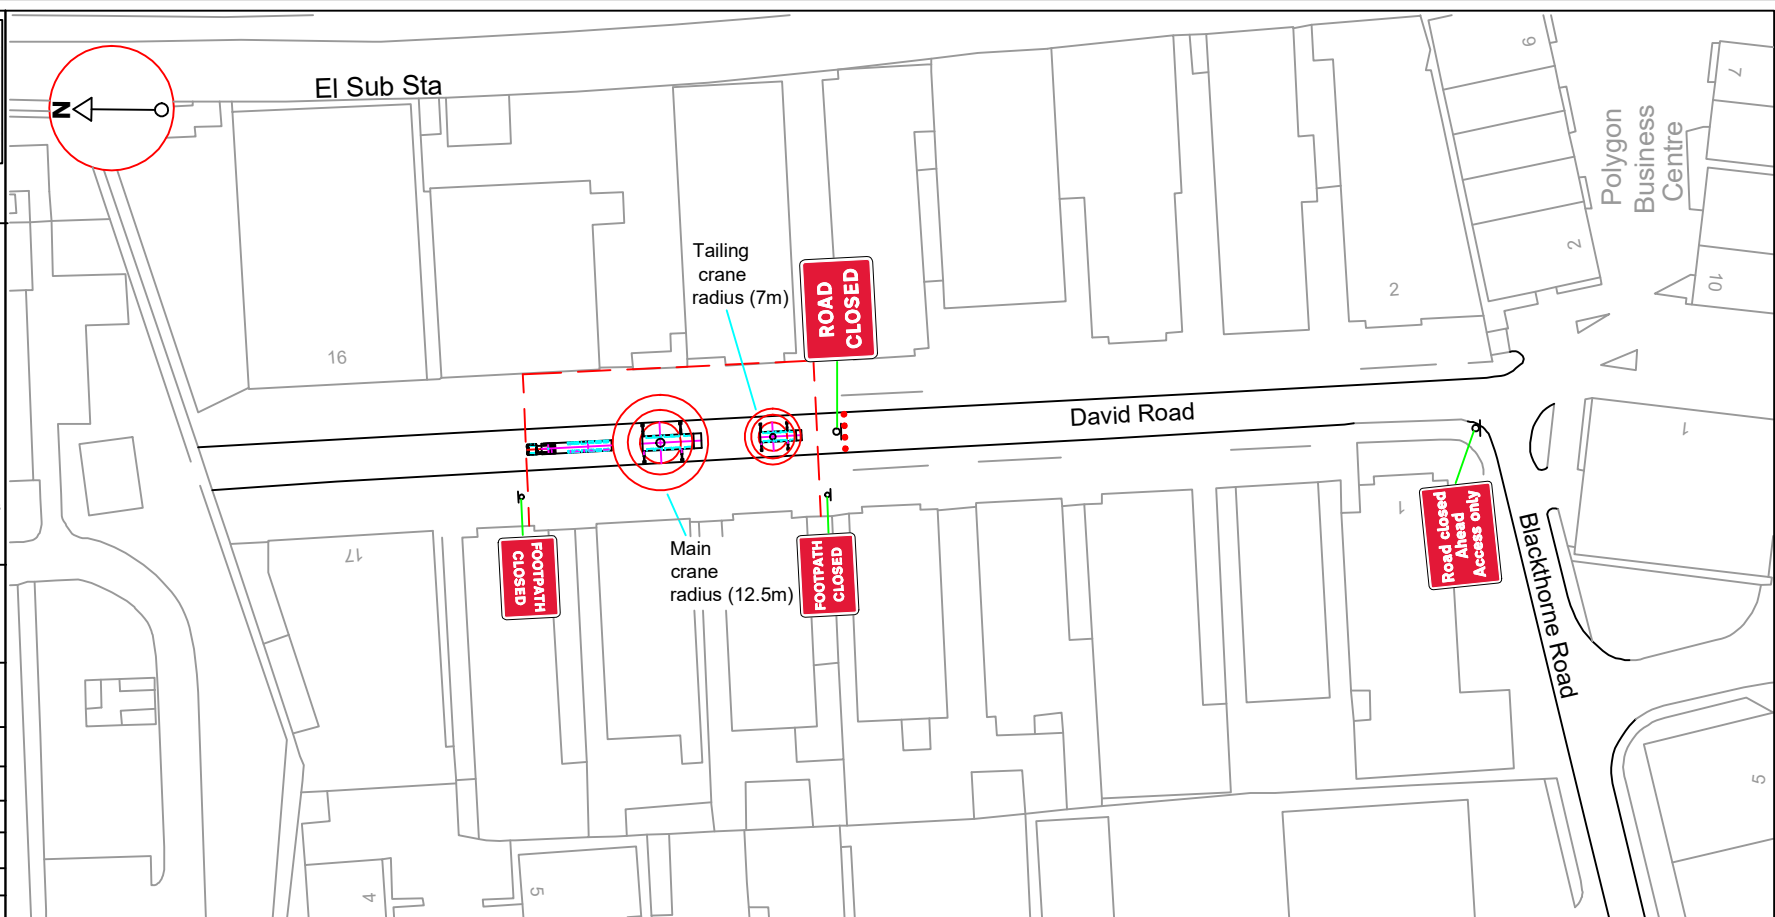 N
El Sub Sta
Polygon
Business
Centre
9
7
2
10
2
16
Tailing
crane
radius (7m)
ROAD
CLOSED
David Road
1
1
Road closed
Ahead
Access only
Blackthorne Road
17
FOOTPATH
CLOSED
Main
crane
radius (12.5m)
FOOTPATH
CLOSED
4
5
5